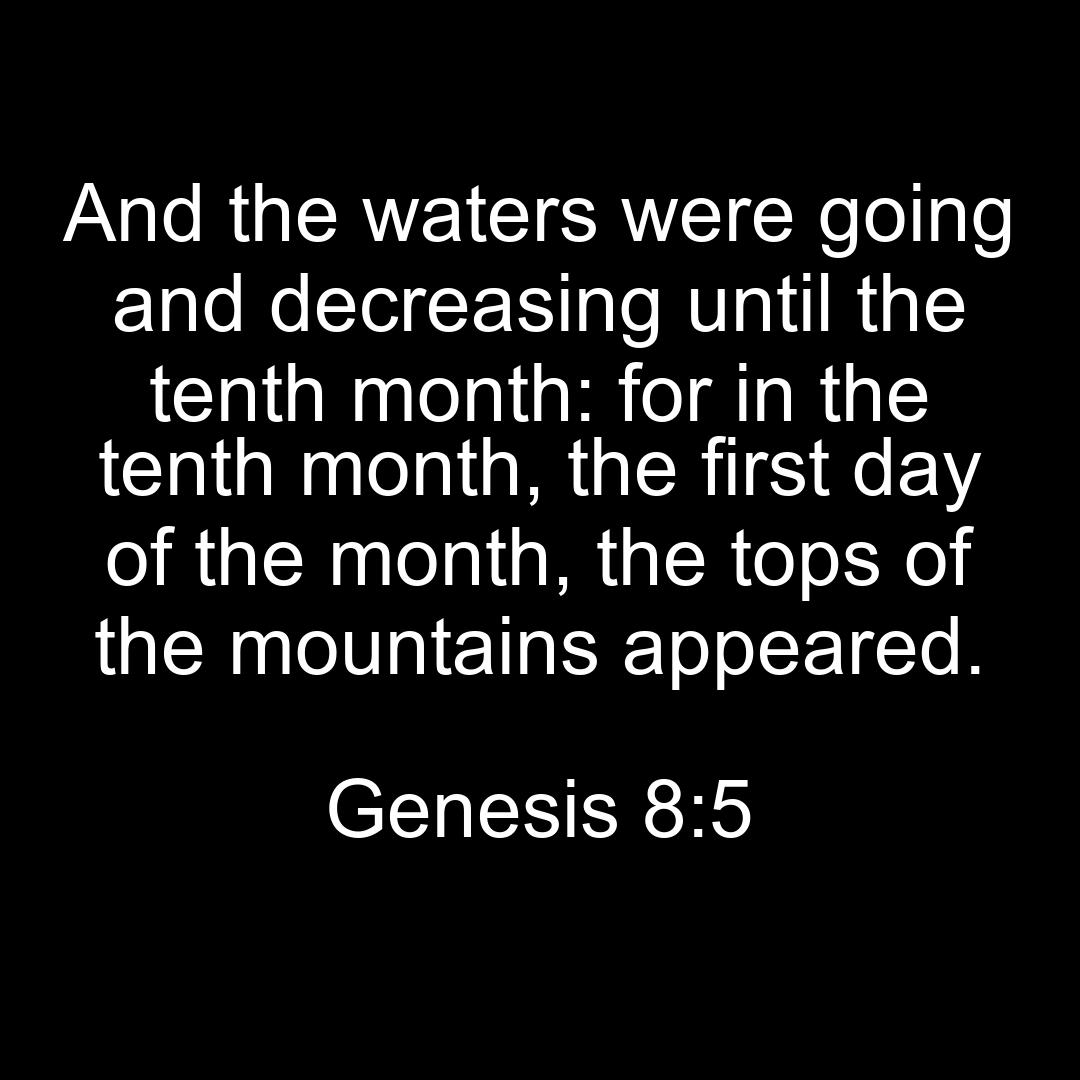 And the waters were going
and decreasing until the
tenth month: for in the
tenth month, the first day
of the month, the tops of
the mountains appeared.
Genesis 8:5